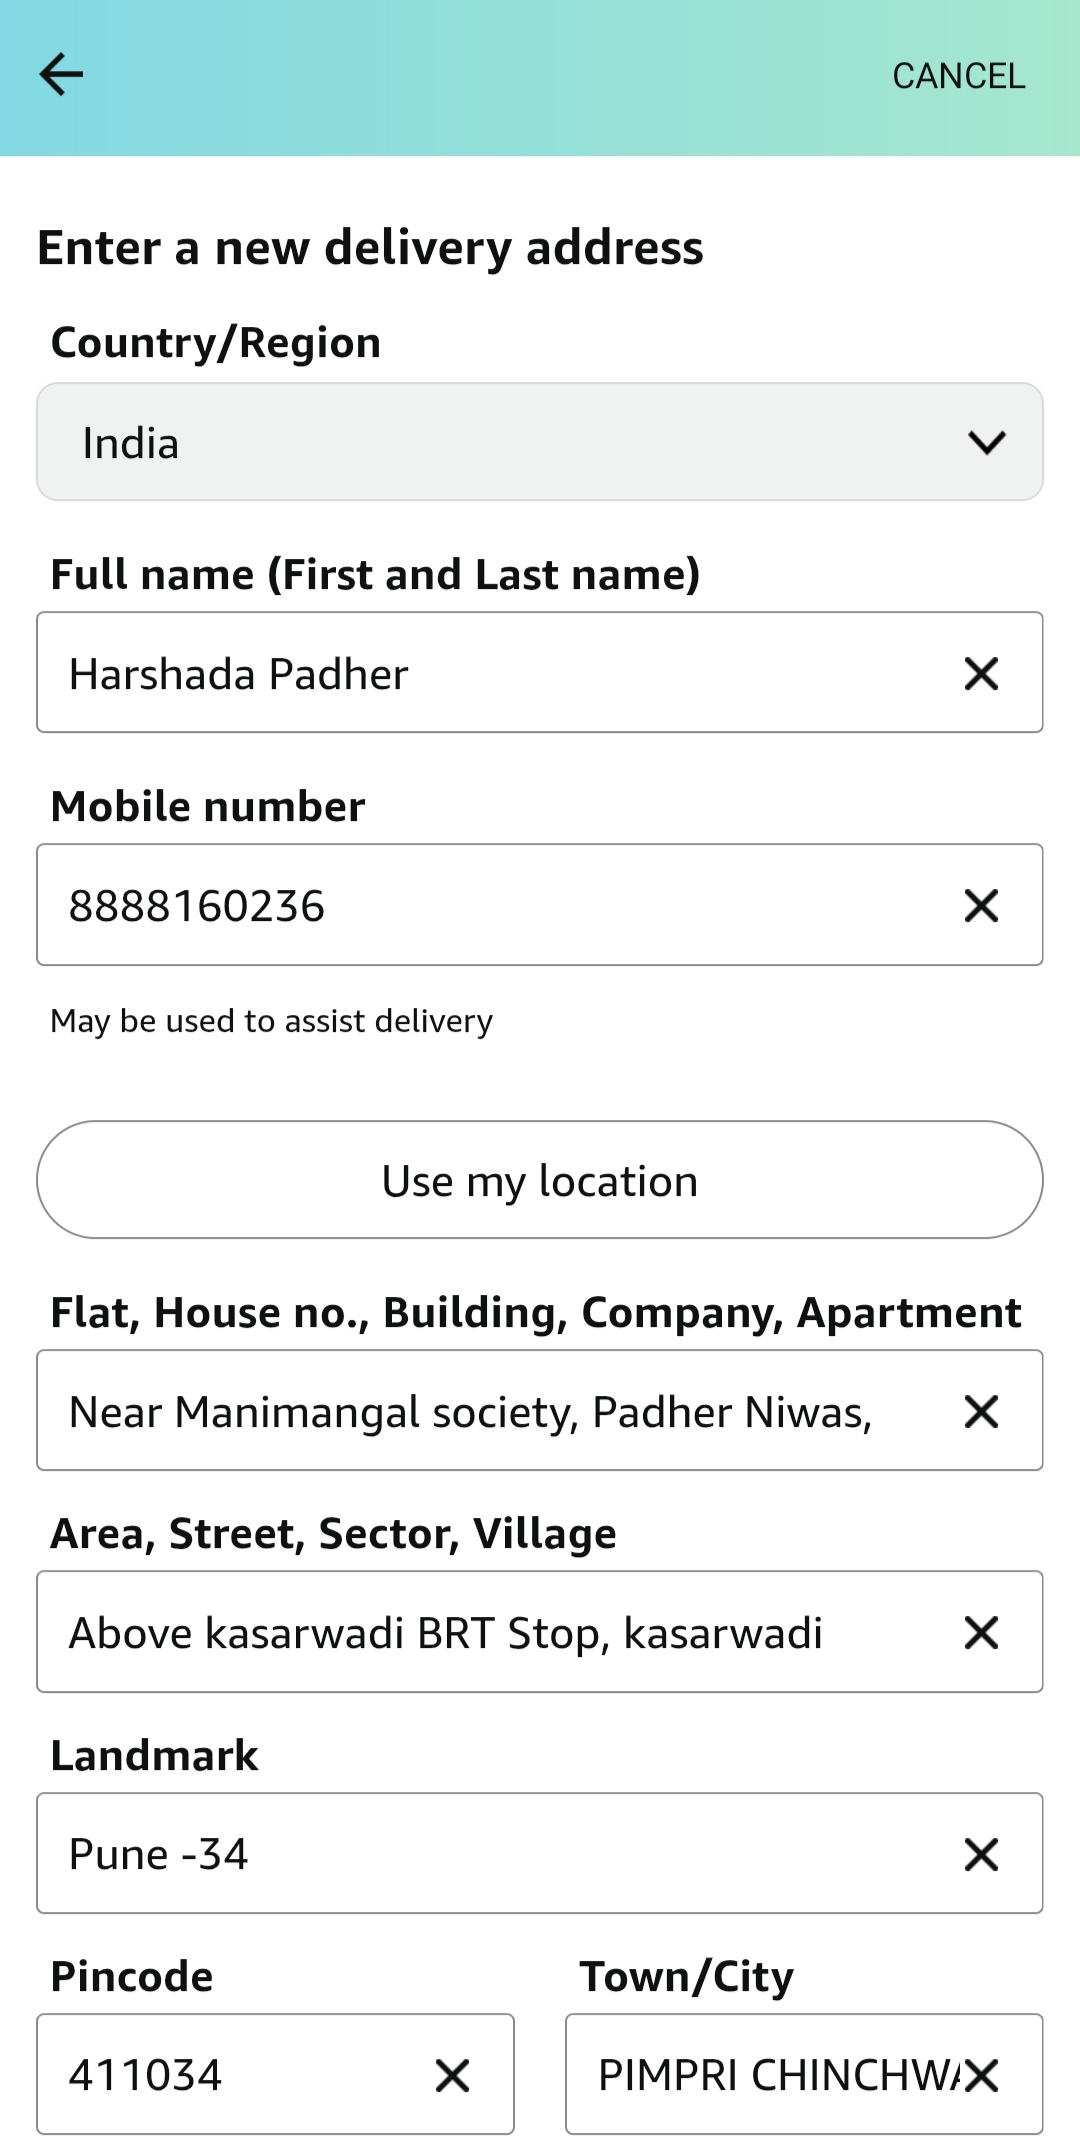 CANCEL
Enter a new delivery address
Country/Region
India
Full name (First and Last name)
Harshada Padher
Mobile number
8888160236
May be used to assist delivery
Use my location
Flat, House no., Building, Company, Apartment
Near Manimangal society, Padher Niwas,
Area, Street, Sector, Village
Above kasarwadi BRT Stop, kasarwadi
Landmark
Pune -34
Pincode Town/City
411034 PIMPRI CHINCHWA